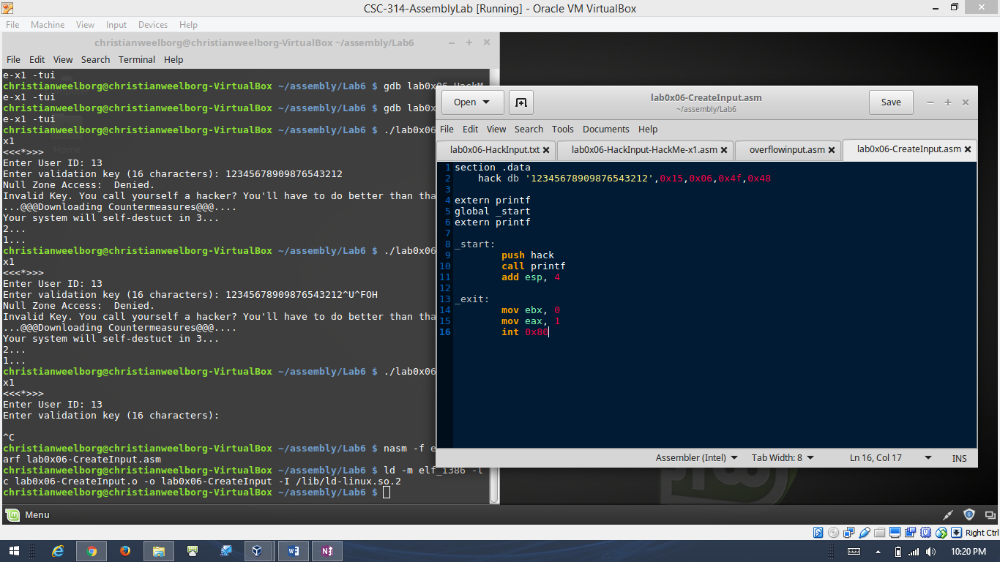 CSC-314-AssemblyLab [Running] - Oracle VM VirtualBox
File Machine View Input Devices Help
christianweelborg@christianweelborg-VirtualBox ~/assembly/Lab6
File Edit View Search Terminal Help
e-x1 -tui
christianweelborg@christianweelborg-VirtualBox ~/assembly/Lab6 $ gdb lab0x06-HackM
e-x1 -tui
christianweelborg@christianweelborg-VirtualBox ~/assembly/Lab6 $ gdb lab0x
e-x1 -tui
christianweelborg@christianweelborg-VirtualBox ~/assembly/Lab6 $ ./lab0x06
x1
<<<*>>>
Enter User ID: 13
Enter validation key (16 characters): 12345678909876543212
Null Zone Access:  Denied.
Invalid Key. You call yourself a hacker? You'll have to do better than tha
...@@@Downloading Countermeasures@@@....
Your system will self-destuct in 3...
2...
1...
christianweelborg@christianweelborg-VirtualBox ~/assembly/Lab6 $ ./lab0x06
x1
<<<*>>>
Enter User ID: 13
Enter validation key (16 characters): 12345678909876543212^U^FOH
Null Zone Access:  Denied.
Invalid Key. You call yourself a hacker? You'll have to do better than tha
...@@@Downloading Countermeasures@@@....
Your system will self-destuct in 3...
2...
1...
christianweelborg@christianweelborg-VirtualBox ~/assembly/Lab6 $ ./lab0x06
x1
<<<*>>>
Enter User ID: 13
Enter validation key (16 characters):
^C
christianweelborg@christianweelborg-VirtualBox ~/assembly/Lab6 $ nasm -f e
arf lab0x06-CreateInput.asm
christianweelborg@christianweelborg-VirtualBox ~/assembly/Lab6 $ ld -m elf_i386 -l
c lab0x06-CreateInput.o -o lab0x06-CreateInput -I /lib/ld-linux.so.2
christianweelborg@christianweelborg-VirtualBox ~/assembly/Lab6 $
Home
Open
lab0x06-CreateInput.asm
~/assembly/Lab6
Save
File Edit View Search Tools Documents Help
lab0x06-HackInput.txt
lab0x06-HackInput-HackMe-x1.asm
overflowinput.asm
lab0x06-CreateInput.asm
1 section .data
2     hack db '12345678909876543212',0x15,0x06,0x4f,0x48
3
4 extern printf
5 global _start
6 extern printf
7
8 _start:
9         push hack
10         call printf
11         add esp, 4
12
13 _exit:
14         mov ebx, 0
15         mov eax, 1
16         int 0x80
Assembler (Intel) Tab Width: 8 Ln 16, Col 17 INS
Menu
Right Ctrl
10:20 PM